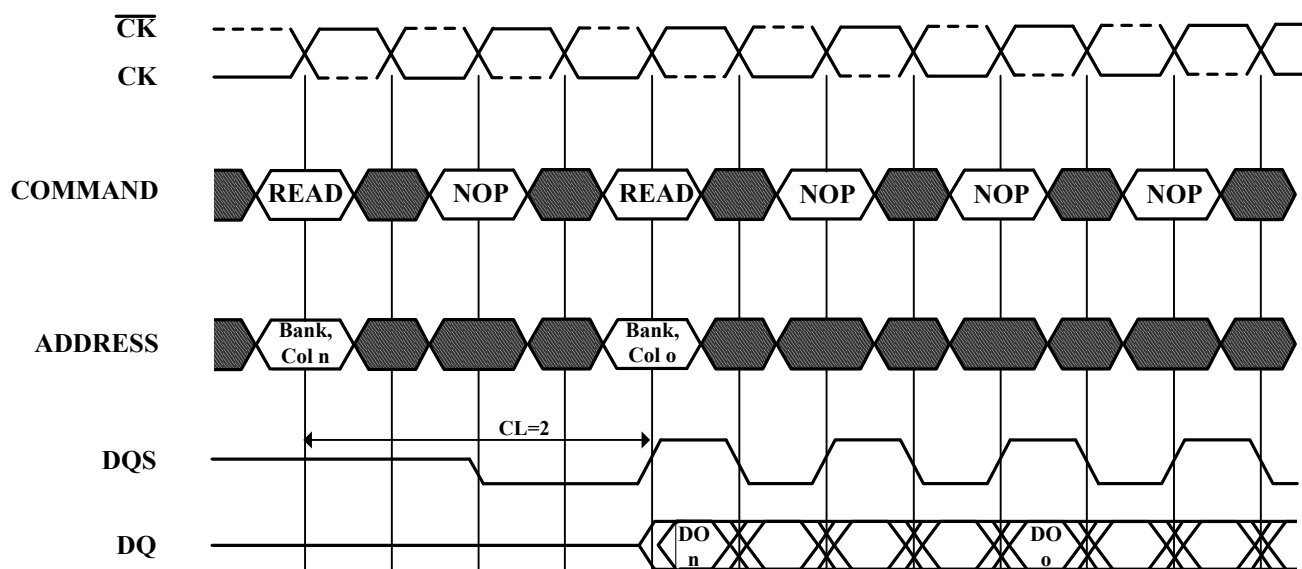 CK
CK
COMMAND
READ
NOP
READ
NOP
NOP
NOP
ADDRESS
Bank,
Col n
Bank,
Col o
CL=2
DQS
DQ
DO
n
DO
o